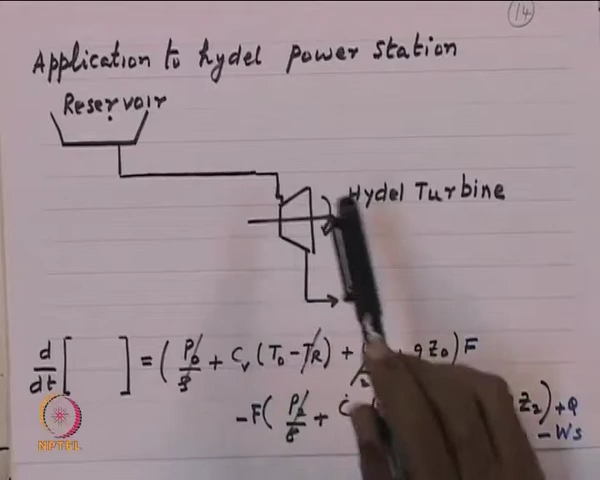 14
Application to hydel power station
Reservoir
Hydel Turbine
d/dt [ ] = ( P0/ρ + Cv (T0 - TR) + gZ0 ) F
-F ( P2/ρ + Z2 ) + Q
- Ws
NPTEL